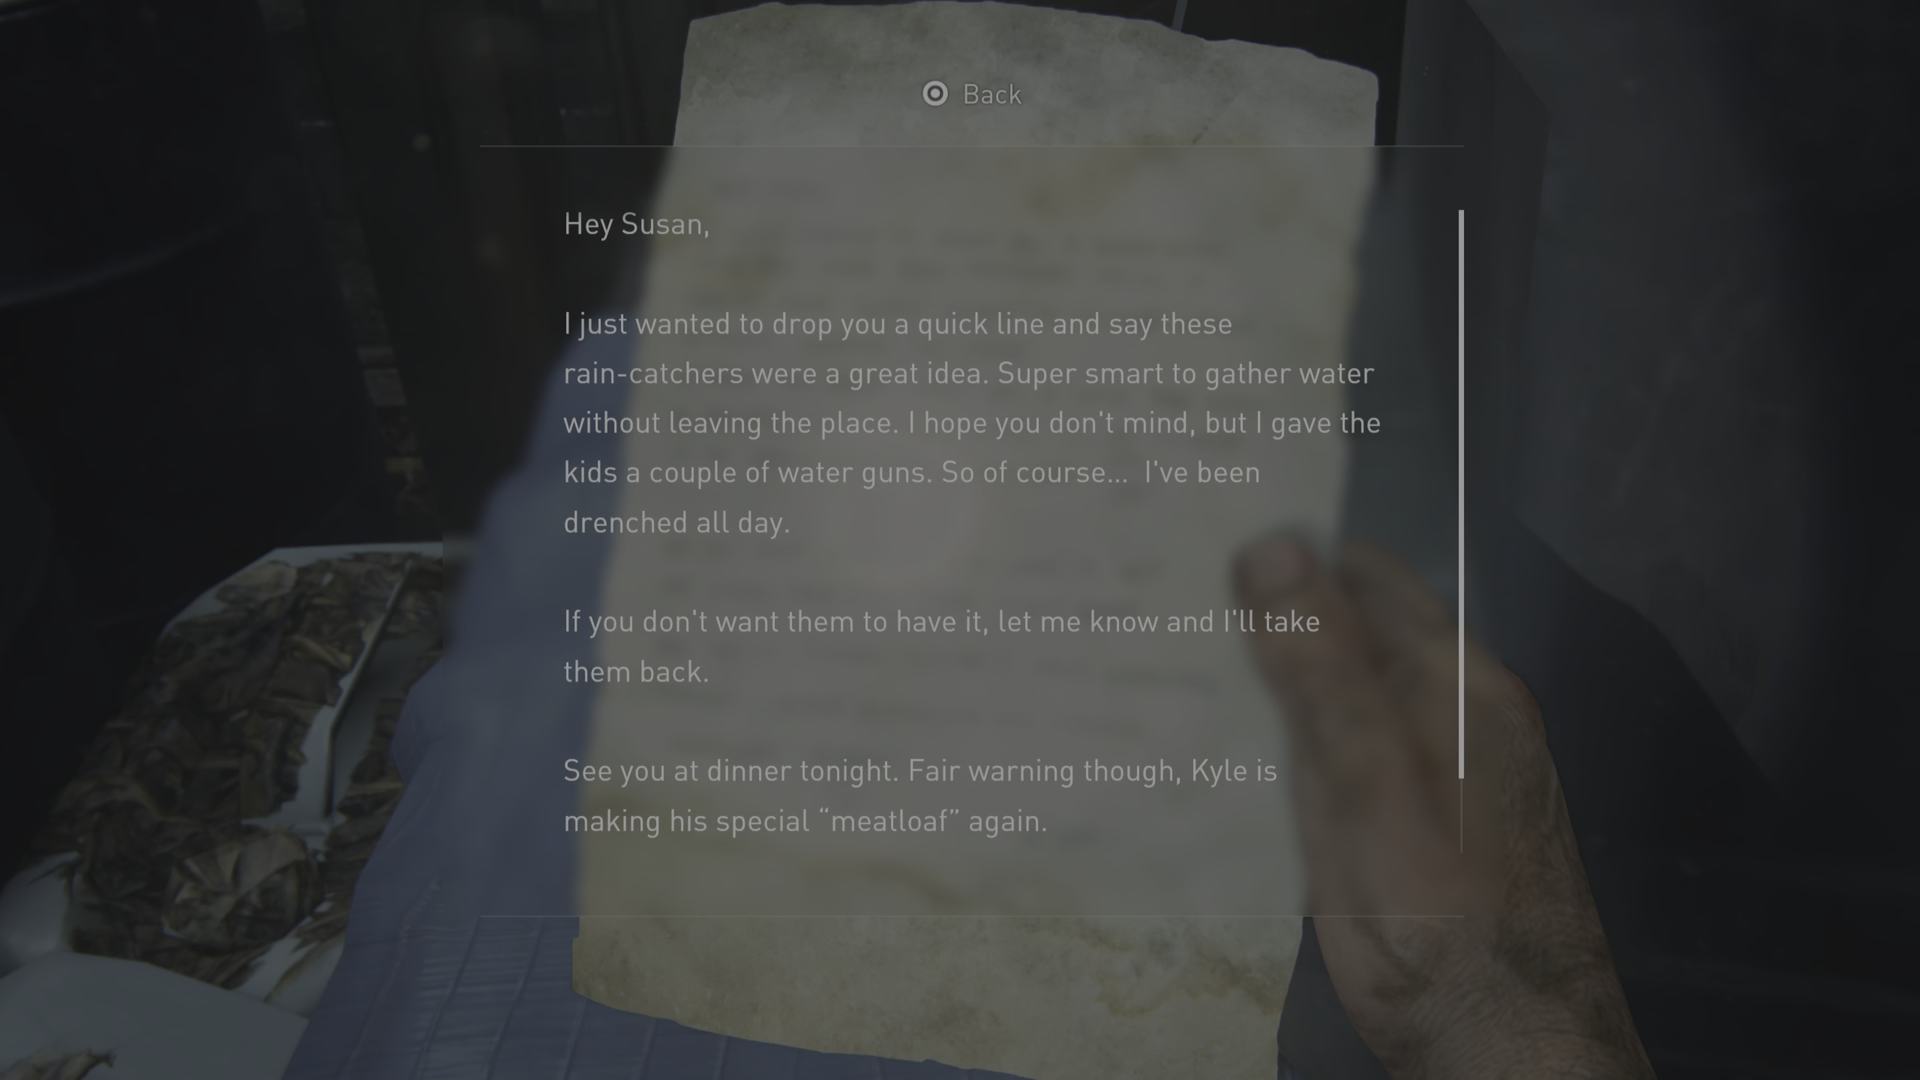 Back
Hey Susan,
I just wanted to drop you a quick line and say these
rain-catchers were a great idea. Super smart to gather water
without leaving the place. I hope you don't mind, but I gave the
kids a couple of water guns. So of course... I've been
drenched all day.
If you don't want them to have it, let me know and I'll take
them back.
See you at dinner tonight. Fair warning though, Kyle is
making his special “meatloaf” again.